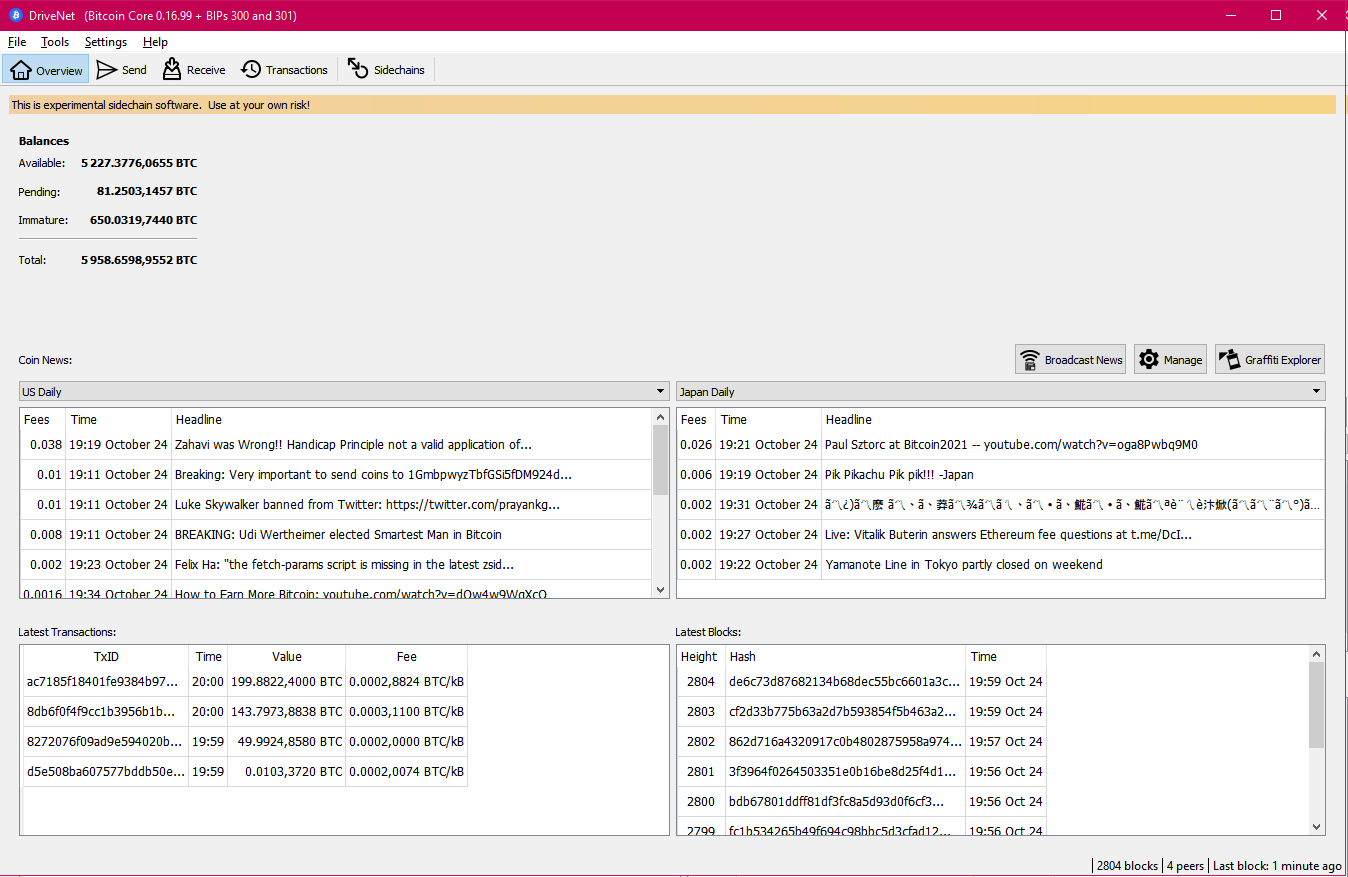 DriveNet (Bitcoin Core 0.16.99 + BIPs 300 and 301)
File Tools Settings Help
Overview Send Receive Transactions Sidechains
This is experimental sidechain software. Use at your own risk!
Balances
Available: 5 227.3776,0655 BTC
Pending: 81.2503,1457 BTC
Immature: 650.0319,7440 BTC
Total: 5 958.6598,9552 BTC
Coin News:
Broadcast News Manage Graffiti Explorer
US Daily
Fees Time Headline
0.038 19:19 October 24 Zahavi was Wrong!! Handicap Principle not a valid application of...
0.01 19:11 October 24 Breaking: Very important to send coins to 1GmbpwyzTbfGSi5fDM924d...
0.01 19:11 October 24 Luke Skywalker banned from Twitter: https://twitter.com/prayankg...
0.008 19:11 October 24 BREAKING: Udi Wertheimer elected Smartest Man in Bitcoin
0.002 19:23 October 24 Felix Ha: "the fetch-params script is missing in the latest zsid...
0.0016 19:34 October 24 How to Earn More Bitcoin: youtube.com/watch?v=dQw4w9WgXcQ
Japan Daily
Fees Time Headline
0.026 19:21 October 24 Paul Sztorc at Bitcoin2021 -- youtube.com/watch?v=oga8Pwbq9M0
0.006 19:19 October 24 Pik Pikachu Pik pik!!! -Japan
0.002 19:31 October 24
0.002 19:27 October 24 Live: Vitalik Buterin answers Ethereum fee questions at t.me/DcI...
0.002 19:22 October 24 Yamanote Line in Tokyo partly closed on weekend
Latest Transactions:
TxID Time Value Fee
ac7185f18401fe9384b97... 20:00 199.8822,4000 BTC 0.0002,8824 BTC/kB
8db6f0f4f9cc1b3956b1b... 20:00 143.7973,8838 BTC 0.0003,1100 BTC/kB
8272076f09ad9e594020b... 19:59 49.9924,8580 BTC 0.0002,0000 BTC/kB
d5e508ba607577bddb50e... 19:59 0.0103,3720 BTC 0.0002,0074 BTC/kB
Latest Blocks:
Height Hash Time
2804 de6c73d87682134b68dec55bc6601a3c... 19:59 Oct 24
2803 cf2d33b775b63a2d7b593854f5b463a2... 19:59 Oct 24
2802 862d716a4320917c0b4802875958a974... 19:57 Oct 24
2801 3f3964f0264503351e0b16be8d25f4d1... 19:56 Oct 24
2800 bdb67801ddff81df3fc8a5d93d0f6cf3... 19:56 Oct 24
2799 fc1b534265b49f694c98bbc5d3cfad12... 19:56 Oct 24
2804 blocks 4 peers Last block: 1 minute ago